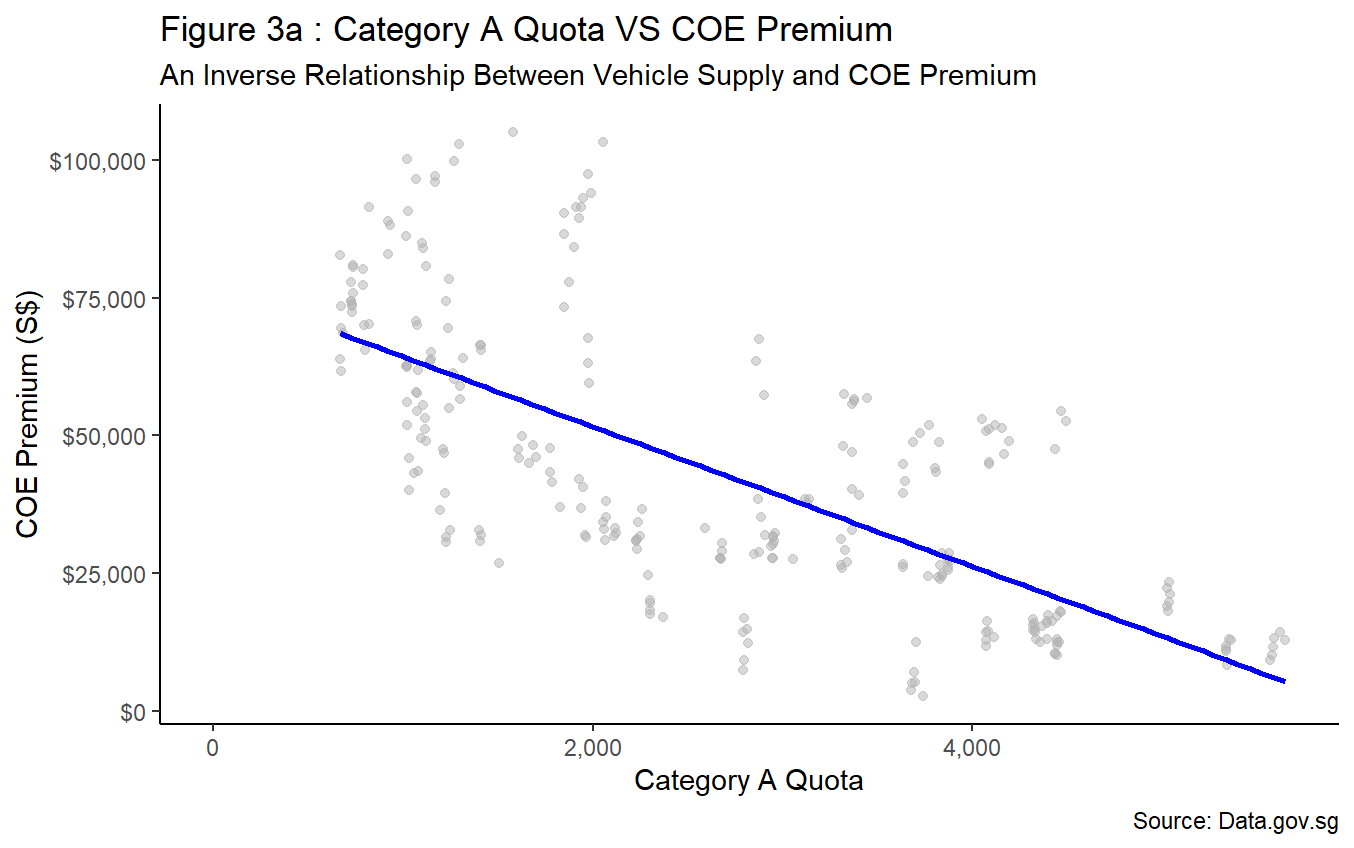 Figure 3a : Category A Quota VS COE Premium
An Inverse Relationship Between Vehicle Supply and COE Premium
COE Premium (S$)
$100,000
$75,000
$50,000
$25,000
$0
0
2,000
4,000
Category A Quota
Source: Data.gov.sg